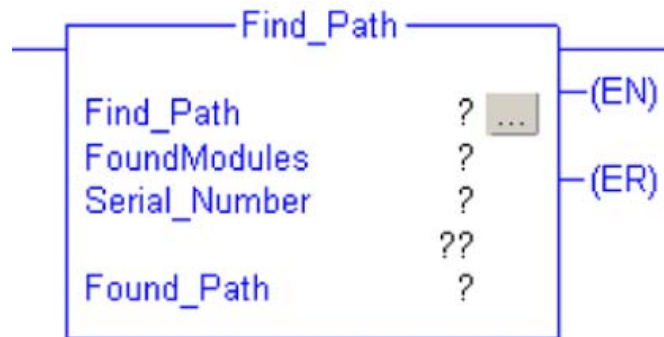 Find_Path
Find_Path ? ...
(EN)
FoundModules ?
(ER)
Serial_Number ?
??
Found_Path ?